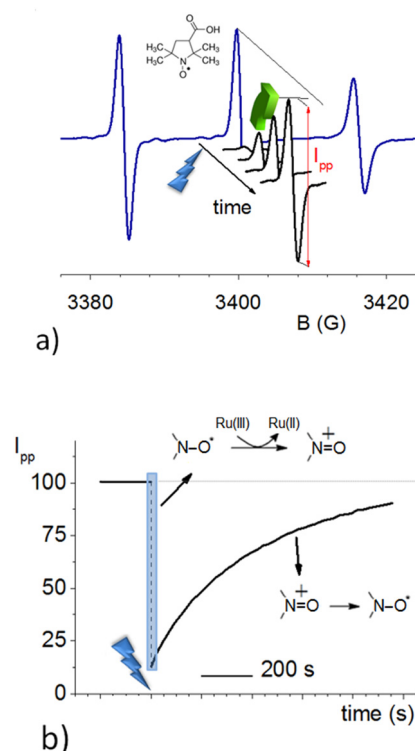 O
OH
H₃C
CH₃
H₃C
N
CH₃
O•
time
Ipp
3380
3400
3420
B (G)
a)
Ipp
Ru(III) Ru(II)
N-O• N=O
+
100
75
50
+
N=O N-O•
25
200 s
0
time (s)
b)